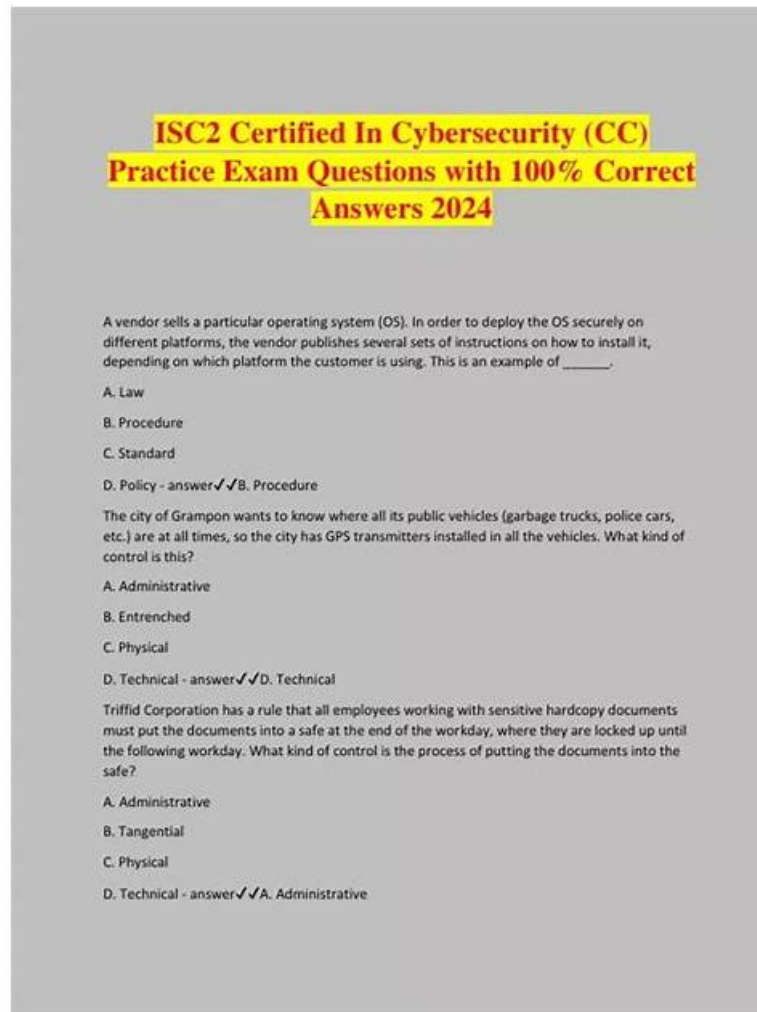 ISC2 Certified In Cybersecurity (CC)
Practice Exam Questions with 100% Correct
Answers 2024
A vendor sells a particular operating system (OS). In order to deploy the OS securely on
different platforms, the vendor publishes several sets of instructions on how to install it,
depending on which platform the customer is using. This is an example of ______.
A. Law
B. Procedure
C. Standard
D. Policy - answer✓✓B. Procedure
The city of Grampon wants to know where all its public vehicles (garbage trucks, police cars,
etc.) are at all times, so the city has GPS transmitters installed in all the vehicles. What kind of
control is this?
A. Administrative
B. Entrenched
C. Physical
D. Technical - answer✓✓D. Technical
Triffid Corporation has a rule that all employees working with sensitive hardcopy documents
must put the documents into a safe at the end of the workday, where they are locked up until
the following workday. What kind of control is the process of putting the documents into the
safe?
A. Administrative
B. Tangential
C. Physical
D. Technical - answer✓✓A. Administrative